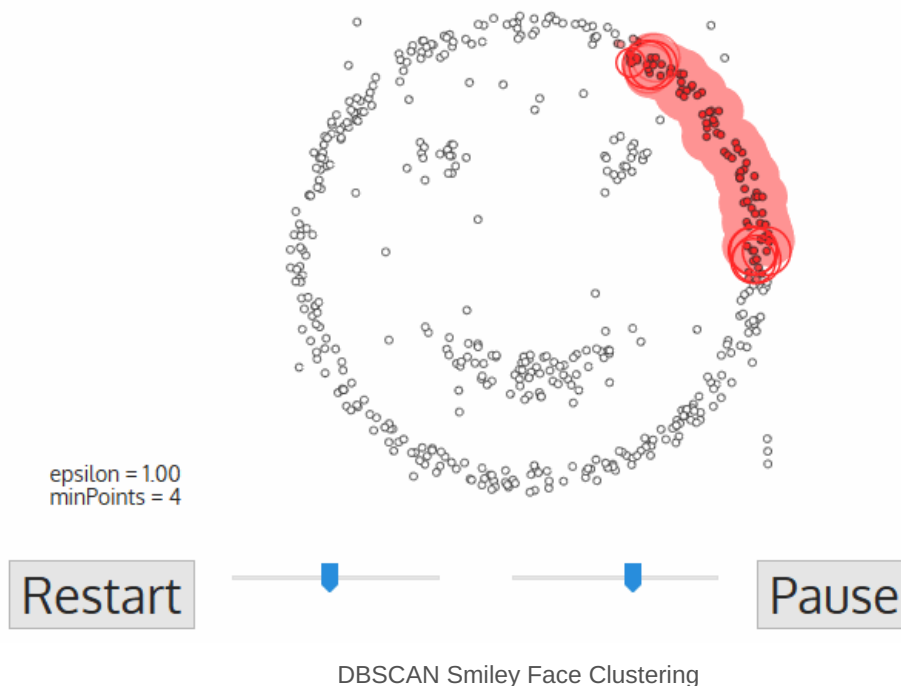 epsilon = 1.00
minPoints = 4
Restart
Pause
DBSCAN Smiley Face Clustering